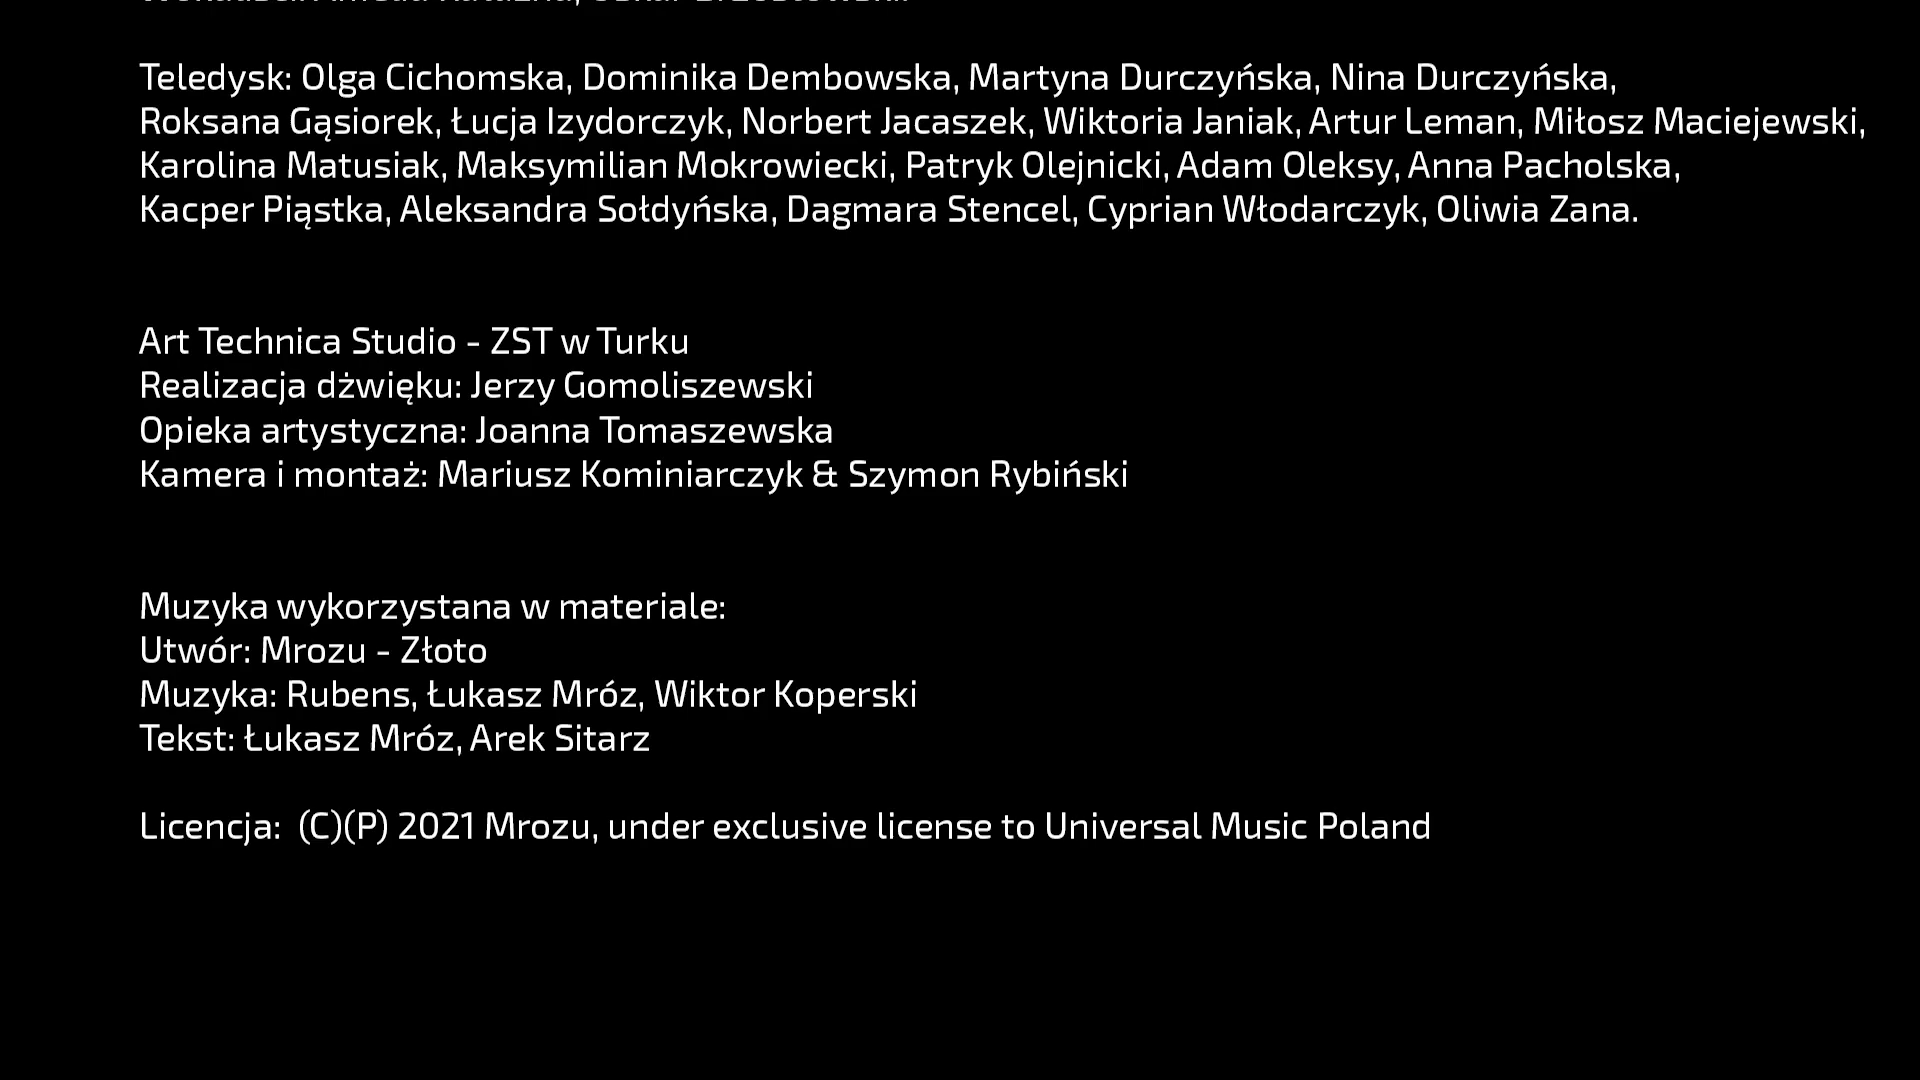 Teledysk: Olga Cichomska, Dominika Dembowska, Martyna Durczyńska, Nina Durczyńska,
Roksana Gąsiorek, Łucja Izydorczyk, Norbert Jacaszek, Wiktoria Janiak, Artur Leman, Miłosz Maciejewski,
Karolina Matusiak, Maksymilian Mokrowiecki, Patryk Olejnicki, Adam Oleksy, Anna Pacholska,
Kacper Piąstka, Aleksandra Sołdyńska, Dagmara Stencel, Cyprian Włodarczyk, Oliwia Zana.
Art Technica Studio - ZST w Turku
Realizacja dżwięku: Jerzy Gomoliszewski
Opieka artystyczna: Joanna Tomaszewska
Kamera i montaż: Mariusz Kominiarczyk & Szymon Rybiński
Muzyka wykorzystana w materiale:
Utwór: Mrozu - Złoto
Muzyka: Rubens, Łukasz Mróz, Wiktor Koperski
Tekst: Łukasz Mróz, Arek Sitarz
Licencja:  (C)(P) 2021 Mrozu, under exclusive license to Universal Music Poland